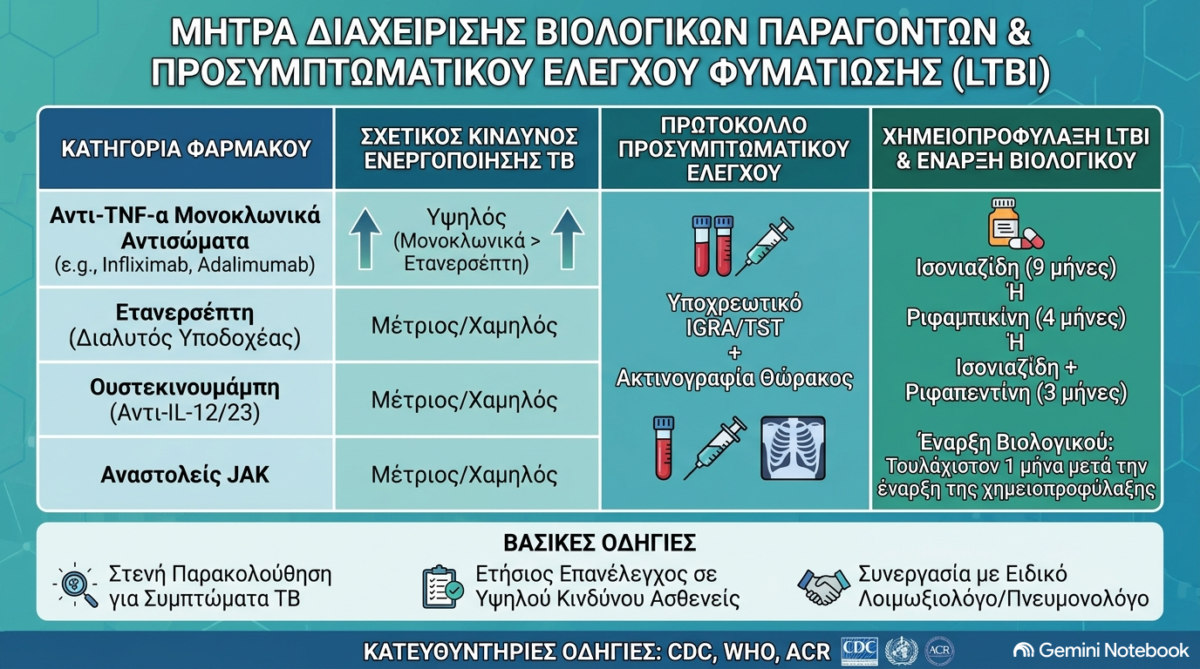 ΜΗΤΡΑ ΔΙΑΧΕΙΡΙΣΗΣ ΒΙΟΛΟΓΙΚΩΝ ΠΑΡΑΓΟΝΤΩΝ &
ΠΡΟΣΥΜΠΤΩΜΑΤΙΚΟΥ ΕΛΕΓΧΟΥ ΦΥΜΑΤΙΩΣΗΣ (LTBI)
ΚΑΤΗΓΟΡΙΑ ΦΑΡΜΑΚΟΥ
ΣΧΕΤΙΚΟΣ ΚΙΝΔΥΝΟΣ
ΕΝΕΡΓΟΠΟΙΗΣΗΣ TB
ΠΡΩΤΟΚΟΛΛΟ
ΠΡΟΣΥΜΠΤΩΜΑΤΙΚΟΥ
ΕΛΕΓΧΟΥ
ΧΗΜΕΙΟΠΡΟΦΥΛΑΞΗ LTBI
& ΕΝΑΡΞΗ ΒΙΟΛΟΓΙΚΟΥ
Αντι-TNF-α Μονοκλωνικά
Αντισώματα
(ε.g., Infliximab, Adalimumab)
Υψηλός
(Μονοκλωνικά >
Ετανερσέπτη)
Ετανερσέπτη
(Διαλυτός Υποδοχέας)
Μέτριος/Χαμηλός
Ουστεκινουμάμπη
(Αντι-IL-12/23)
Μέτριος/Χαμηλός
Αναστολείς JAK
Μέτριος/Χαμηλός
Υποχρεωτικό
IGRA/TST
+
Ακτινογραφία Θώρακος
Ισονιαζίδη (9 μήνες)
Ή
Ριφαμπικίνη (4 μήνες)
Ή
Ισονιαζίδη +
Ριφαπεντίνη (3 μήνες)
Έναρξη Βιολογικού:
Τουλάχιστον 1 μήνα μετά την
έναρξη της χημειοπροφύλαξης
ΒΑΣΙΚΕΣ ΟΔΗΓΙΕΣ
Στενή Παρακολούθηση
για Συμπτώματα TB
Ετήσιος Επανέλεγχος σε
Υψηλού Κινδύνου Ασθενείς
Συνεργασία με Ειδικό
Λοιμωξιολόγο/Πνευμονολόγο
ΚΑΤΕΥΘΥΝΤΗΡΙΕΣ ΟΔΗΓΙΕΣ: CDC, WHO, ACR
CDC
ACR
Gemini Notebook